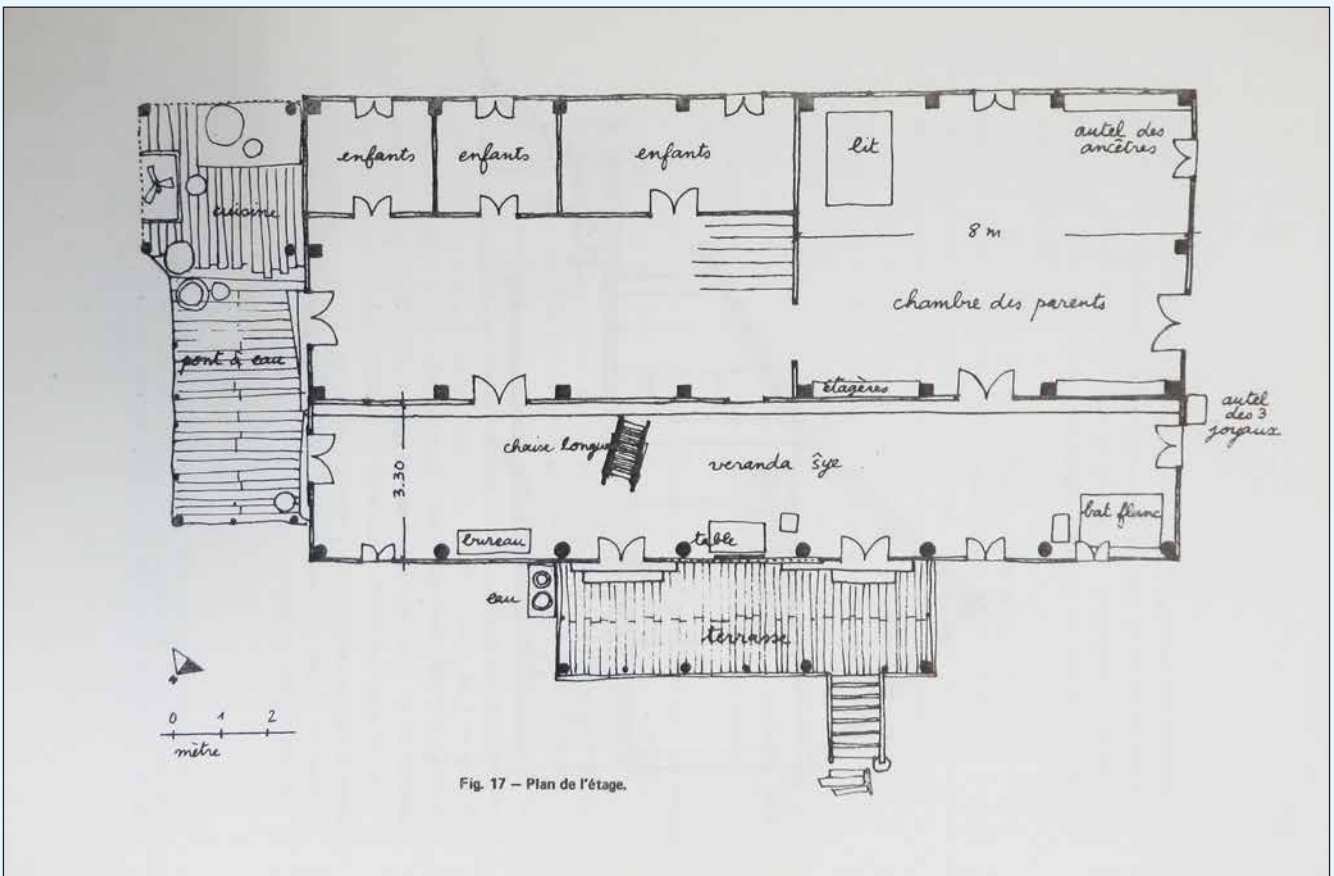 enfants
enfants
enfants
lit
autel des
ancêtres
cuisine
8 m
chambre des parents
pont à eau
étagères
autel
des 3
joyaux
chaise longue
veranda ŝye
3.30
bat flanc
bureau
table
eau
terrasse
0 1 2
mètre
Fig. 17 — Plan de l'étage.